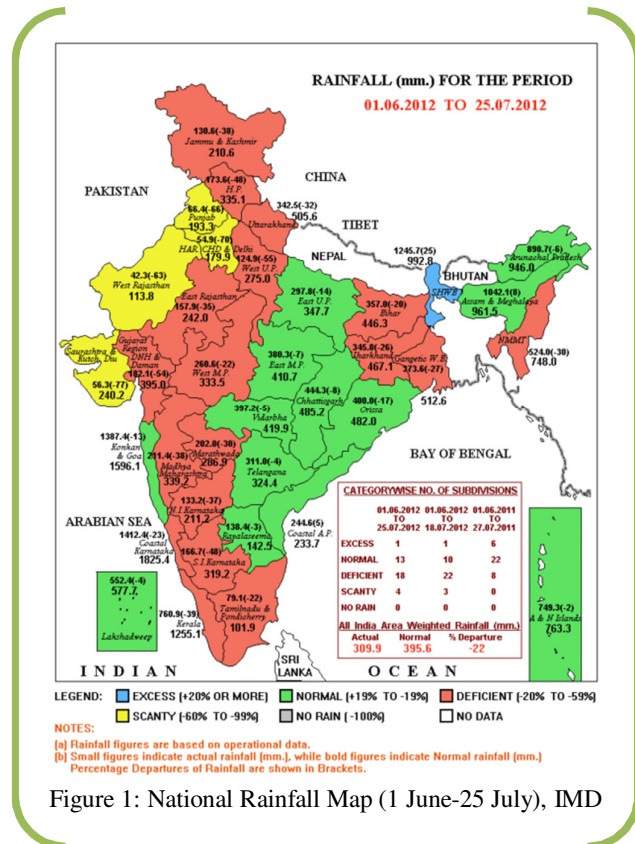 RAINFALL (mm.) FOR THE PERIOD
01.06.2012 TO 25.07.2012
130.6(-38)
Jammu & Kashmir
210.6
CHINA
173.6(-48)
H.P.
335.1
PAKISTAN
66.4(-66)
Punjab
193.3
342.5(-32)
505.6
Uttarakhand
TIBET
54.9(-70)
HAR. CHD & Delhi
179.9
NEPAL
124.9(-55)
West U.P.
275.0
1245.7(25)
992.8
SHWB
BHUTAN
890.7(-6)
Arunachal Pradesh
946.0
42.3(-63)
West Rajasthan
113.8
East Rajasthan
157.9(-35)
242.0
297.8(-14)
East U.P.
347.7
357.0(-20)
Bihar
446.3
1042.1(8)
Assam & Meghalaya
961.5
NMMT
524.0(-30)
748.0
Saurashtra &
Kutch, Diu
56.3(-77)
240.2
Gujarat
Region
DNH &
Daman
182.1(-54)
395.0
260.6(-22)
West M.P.
333.5
380.3(-7)
East M.P.
410.7
345.8(-26)
Jharkhand
467.1
Gangetic W.B.
373.6(-27)
512.6
444.3(-8)
Chhattisgarh
485.2
408.0(-17)
Orissa
482.0
397.2(-5)
Vidarbha
419.9
1387.4(-13)
Konkan
& Goa
1596.1
211.4(-38)
Madhya
Maharashtra
339.2
202.0(-30)
Marathwada
286.9
311.0(-4)
Telangana
324.4
BAY OF BENGAL
ARABIAN SEA
133.2(-37)
N.I.Karnataka
211.2
138.4(-3)
Rayalaseema
142.5
244.6(5)
Coastal A.P.
233.7
1412.4(-23)
Coastal
Karnataka
1825.4
166.7(-48)
S.I.Karnataka
319.2
552.4(-4)
577.7
Lakshadweep
760.9(-39)
Kerala
1255.1
79.1(-22)
Tamilnadu &
Pondicherry
101.9
749.3(-2)
A & N Islands
763.3
CATEGORYWISE NO. OF SUBDIVISIONS
01.06.2012 01.06.2012 01.06.2011
TO TO TO
25.07.2012 18.07.2012 27.07.2011
EXCESS 1 1 6
NORMAL 13 10 22
DEFICIENT 18 22 8
SCANTY 4 3 0
NO RAIN 0 0 0
All India Area Weighted Rainfall (mm.)
Actual Normal % Departure
309.9 395.6 -22
SRI
LANKA
INDIAN OCEAN
LEGEND: EXCESS (+20% OR MORE) NORMAL (+19% TO -19%) DEFICIENT (-20% TO -59%)
SCANTY (-60% TO -99%) NO RAIN (-100%) NO DATA
NOTES:
(a) Rainfall figures are based on operational data.
(b) Small figures indicate actual rainfall (mm.), while bold figures indicate Normal rainfall (mm.)
Percentage Departures of Rainfall are shown in Brackets.
Figure 1: National Rainfall Map (1 June-25 July), IMD